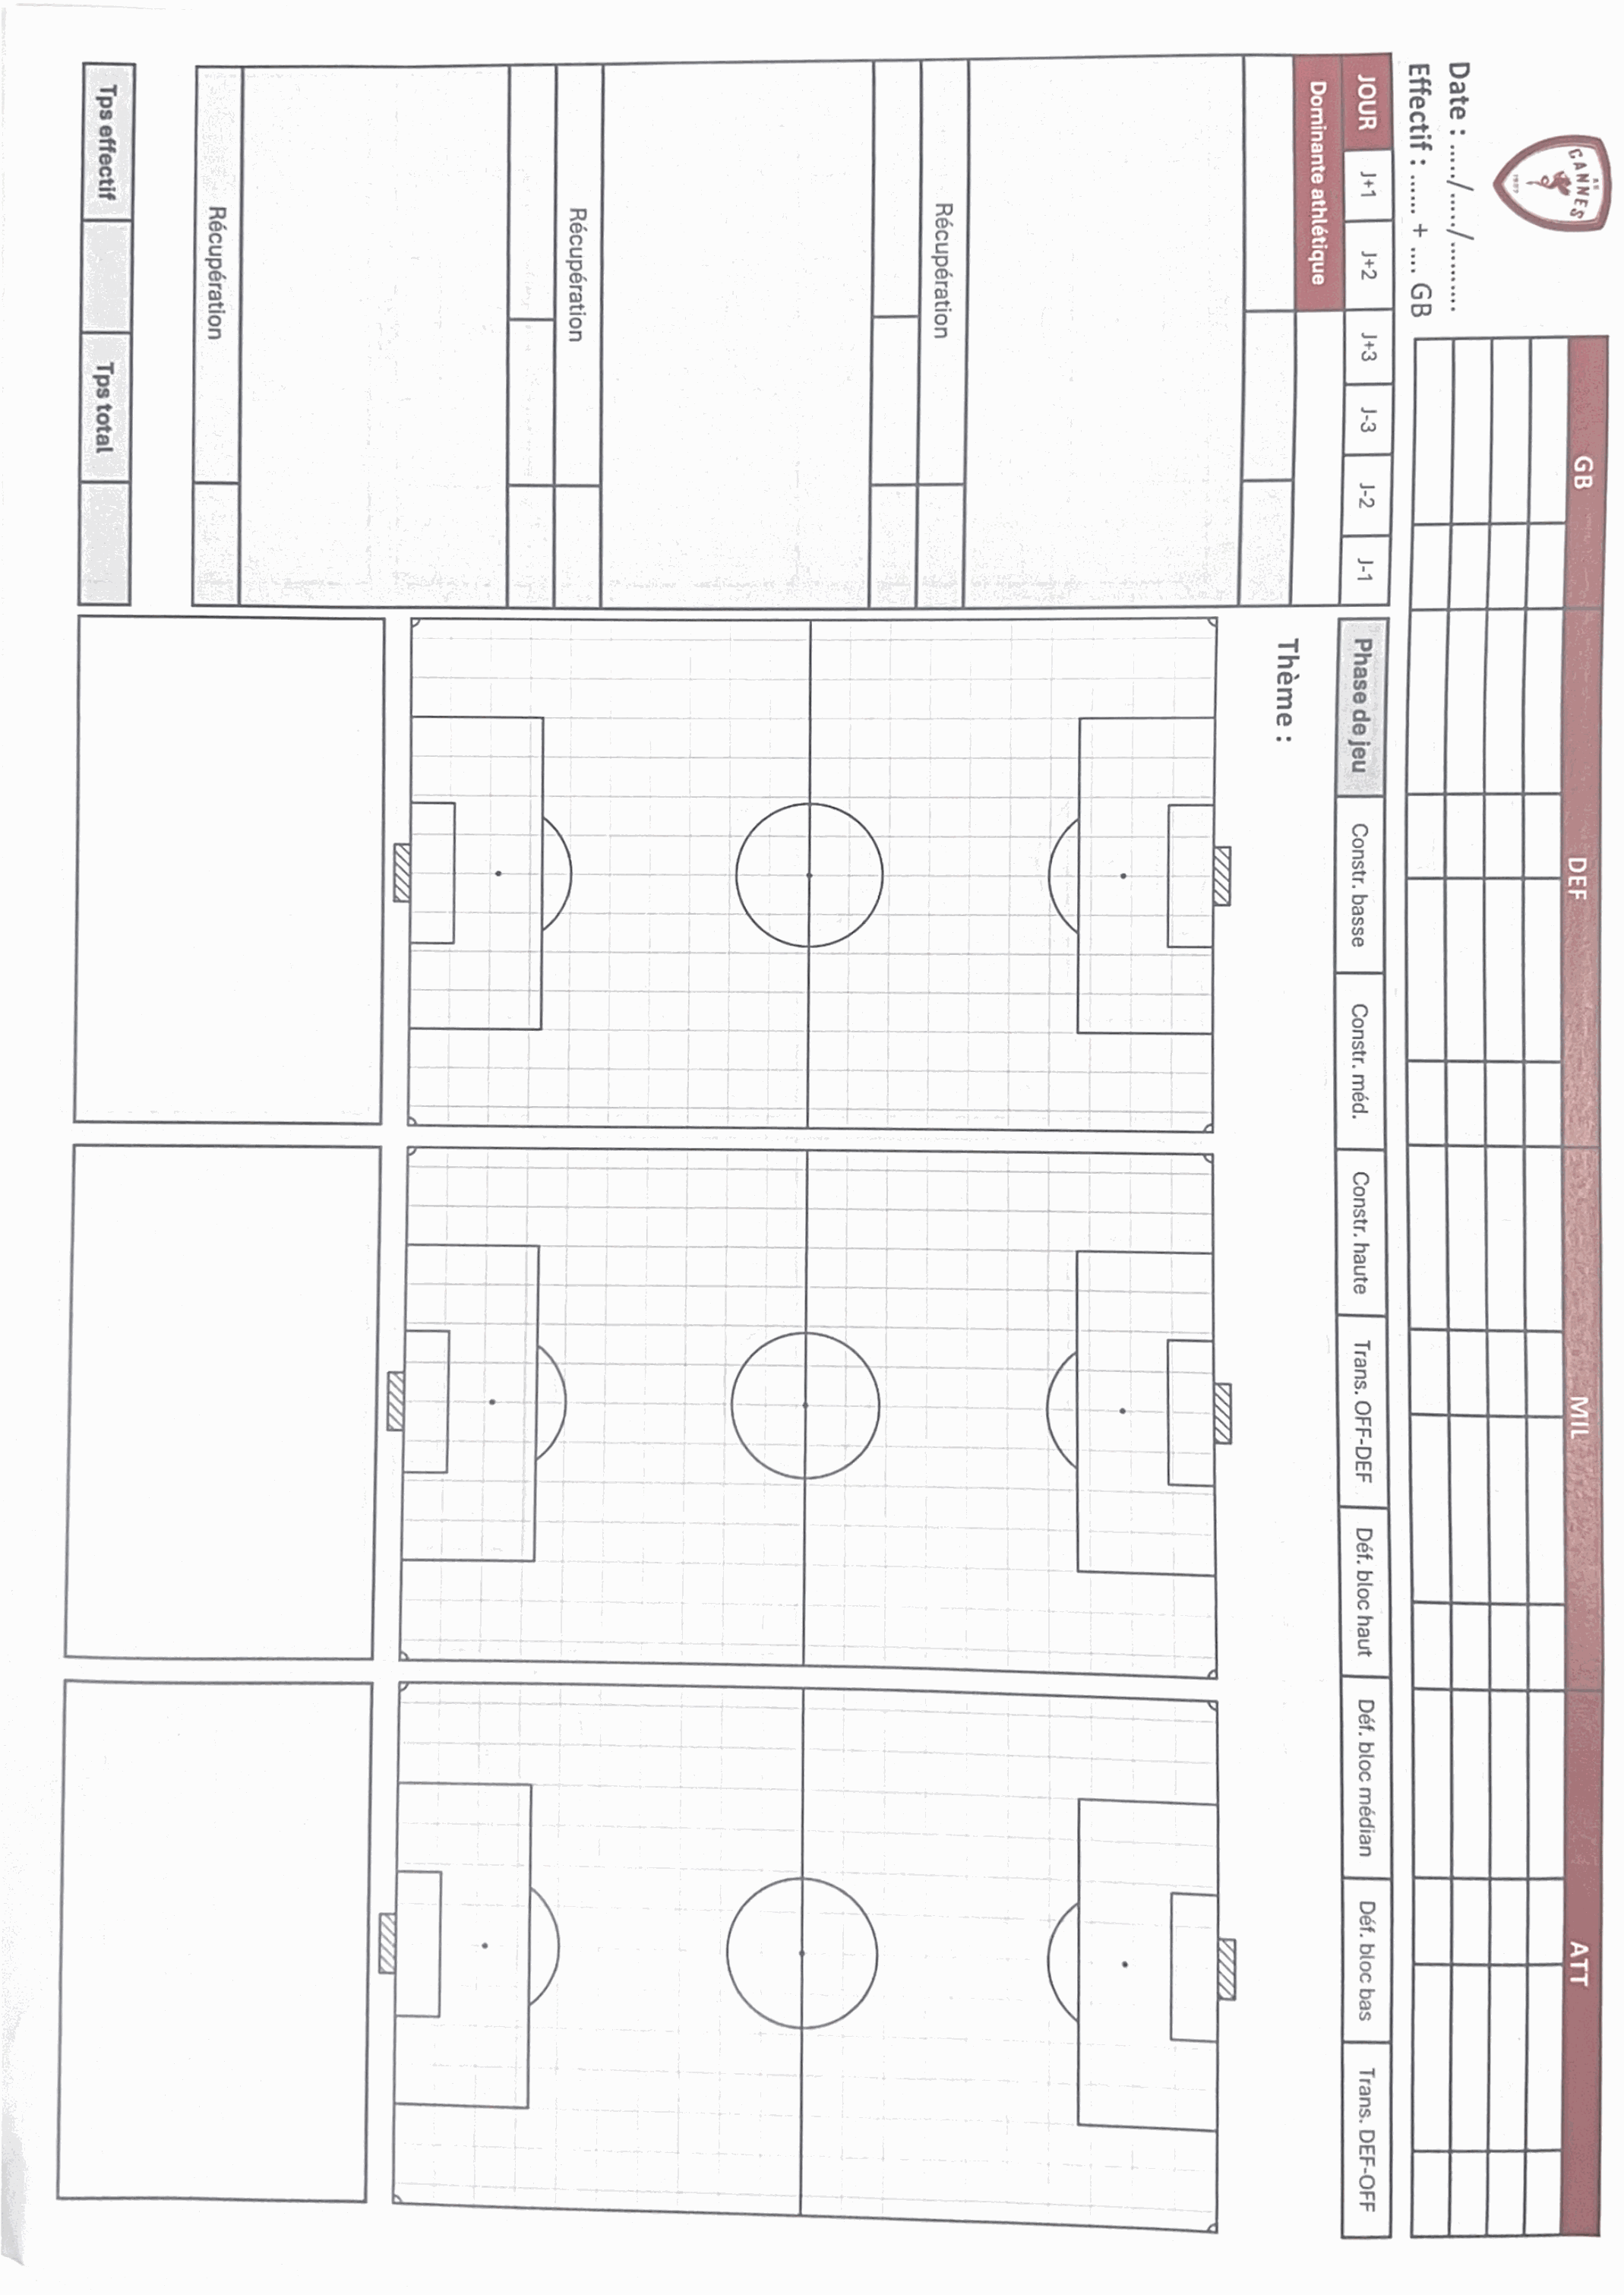 AS
CANNES
1902
GB DEF MIL ATT
Date : ...../...../.........
Effectif : ...... + .... GB
JOUR J+1 J+2 J+3 J-3 J-2 J-1
Phase de jeu Constr. basse Constr. méd. Constr. haute Trans. OFF-DEF Déf. bloc haut Déf. bloc médian Déf. bloc bas Trans. DEF-OFF
Dominante athlétique
Thème :
Récupération
Récupération
Récupération
Tps effectif Tps total